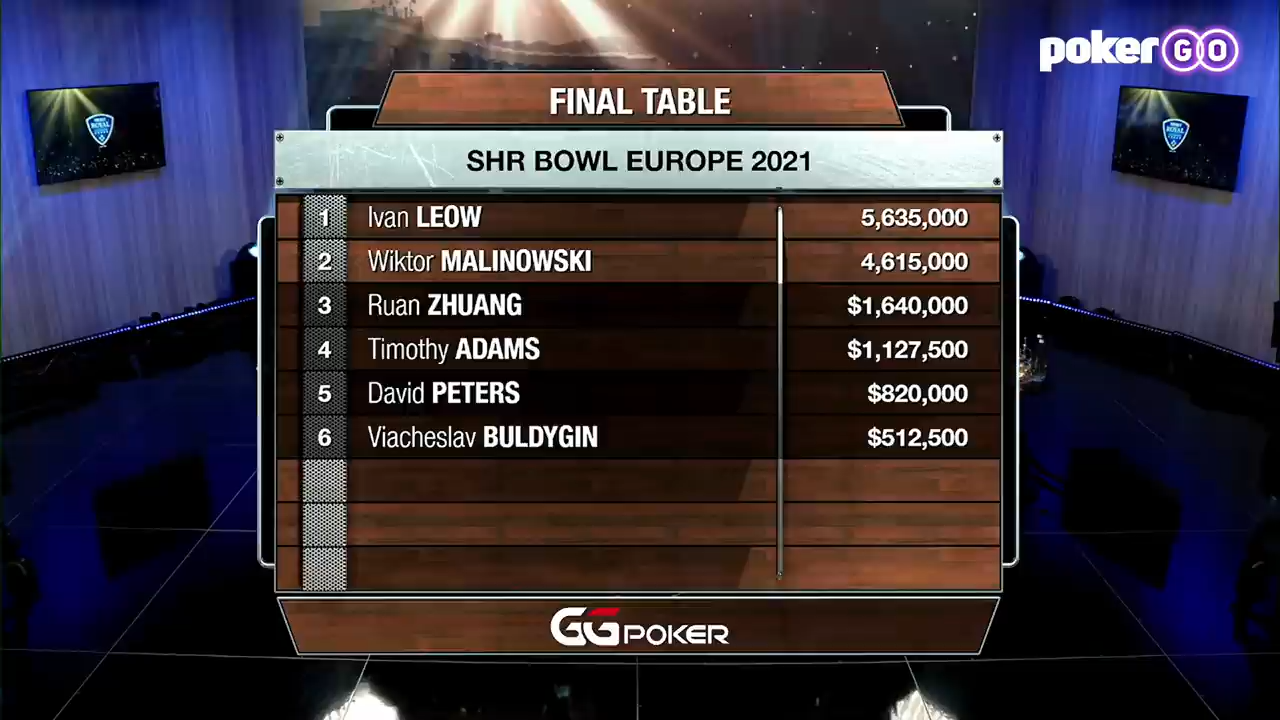 poker GO
FINAL TABLE
SHR BOWL EUROPE 2021
1 Ivan LEOW 5,635,000
2 Wiktor MALINOWSKI 4,615,000
3 Ruan ZHUANG $1,640,000
4 Timothy ADAMS $1,127,500
5 David PETERS $820,000
6 Viacheslav BULDYGIN $512,500
GGPOKER